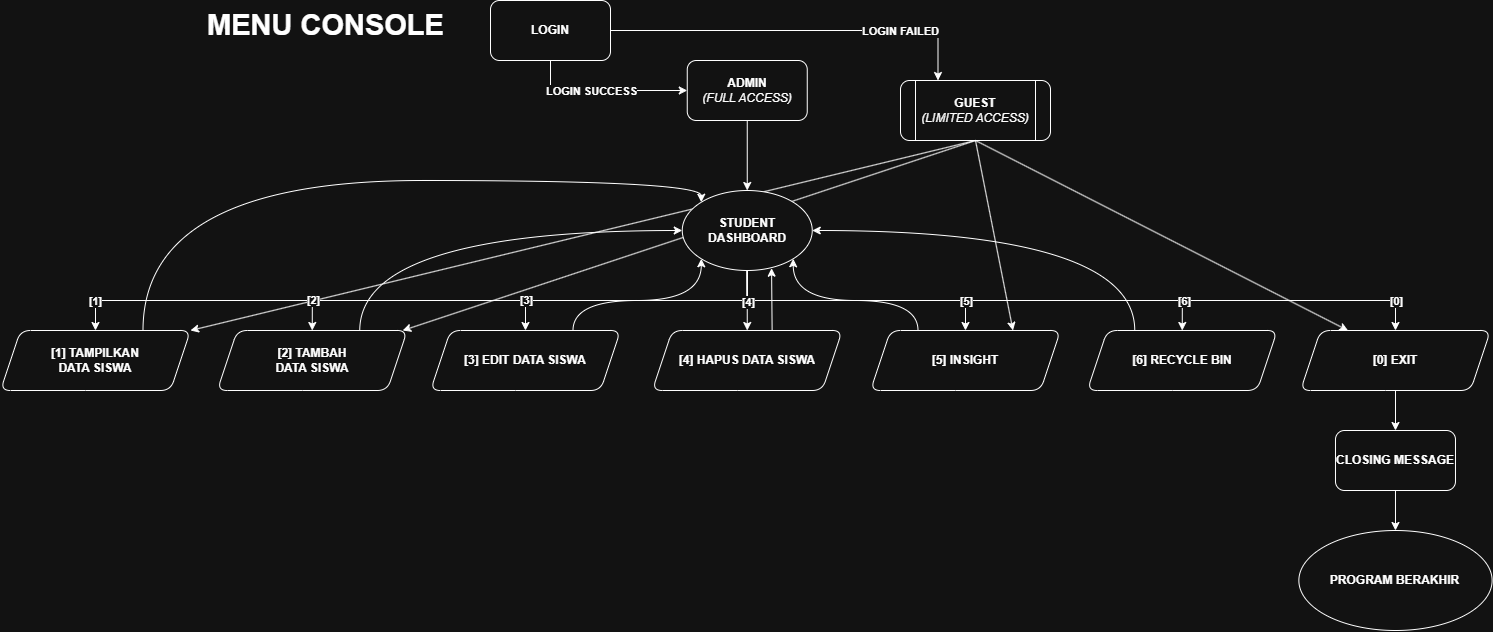 MENU CONSOLE
LOGIN
LOGIN FAILED
LOGIN SUCCESS
ADMIN
(FULL ACCESS)
GUEST
(LIMITED ACCESS)
STUDENT
DASHBOARD
[1]
[2]
[3]
[4]
[5]
[6]
[0]
[1] TAMPILKAN
DATA SISWA
[2] TAMBAH
DATA SISWA
[3] EDIT DATA SISWA
[4] HAPUS DATA SISWA
[5] INSIGHT
[6] RECYCLE BIN
[0] EXIT
CLOSING MESSAGE
PROGRAM BERAKHIR